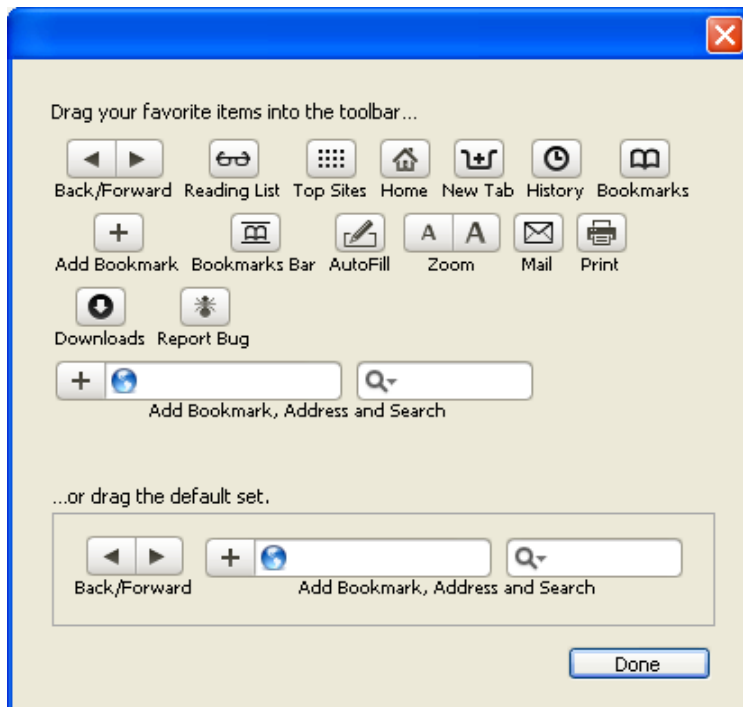 Drag your favorite items into the toolbar...
Back/Forward Reading List Top Sites Home New Tab History Bookmarks
A A
Add Bookmark Bookmarks Bar AutoFill Zoom Mail Print
Downloads Report Bug
Add Bookmark, Address and Search
...or drag the default set.
Back/Forward Add Bookmark, Address and Search
Done